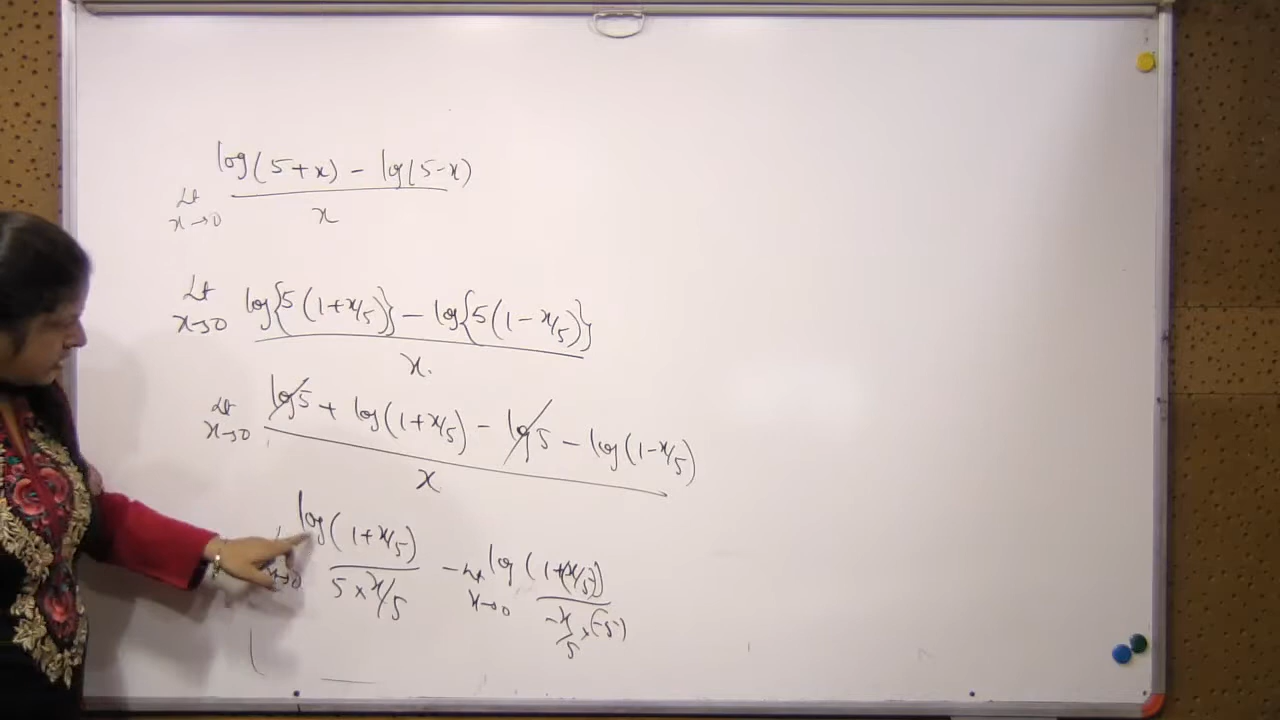 log(5+x) - log(5-x)
Lt
x→0
x
Lt log{5(1+x/5)} - log{5(1-x/5)}
x→0
x.
Lt log5 + log(1+x/5) - log5 - log(1-x/5)
x→0
x
log(1+x/5) - Lt log(1+(-x/5))
x→0
5×x/5
-x/5 × (-5)